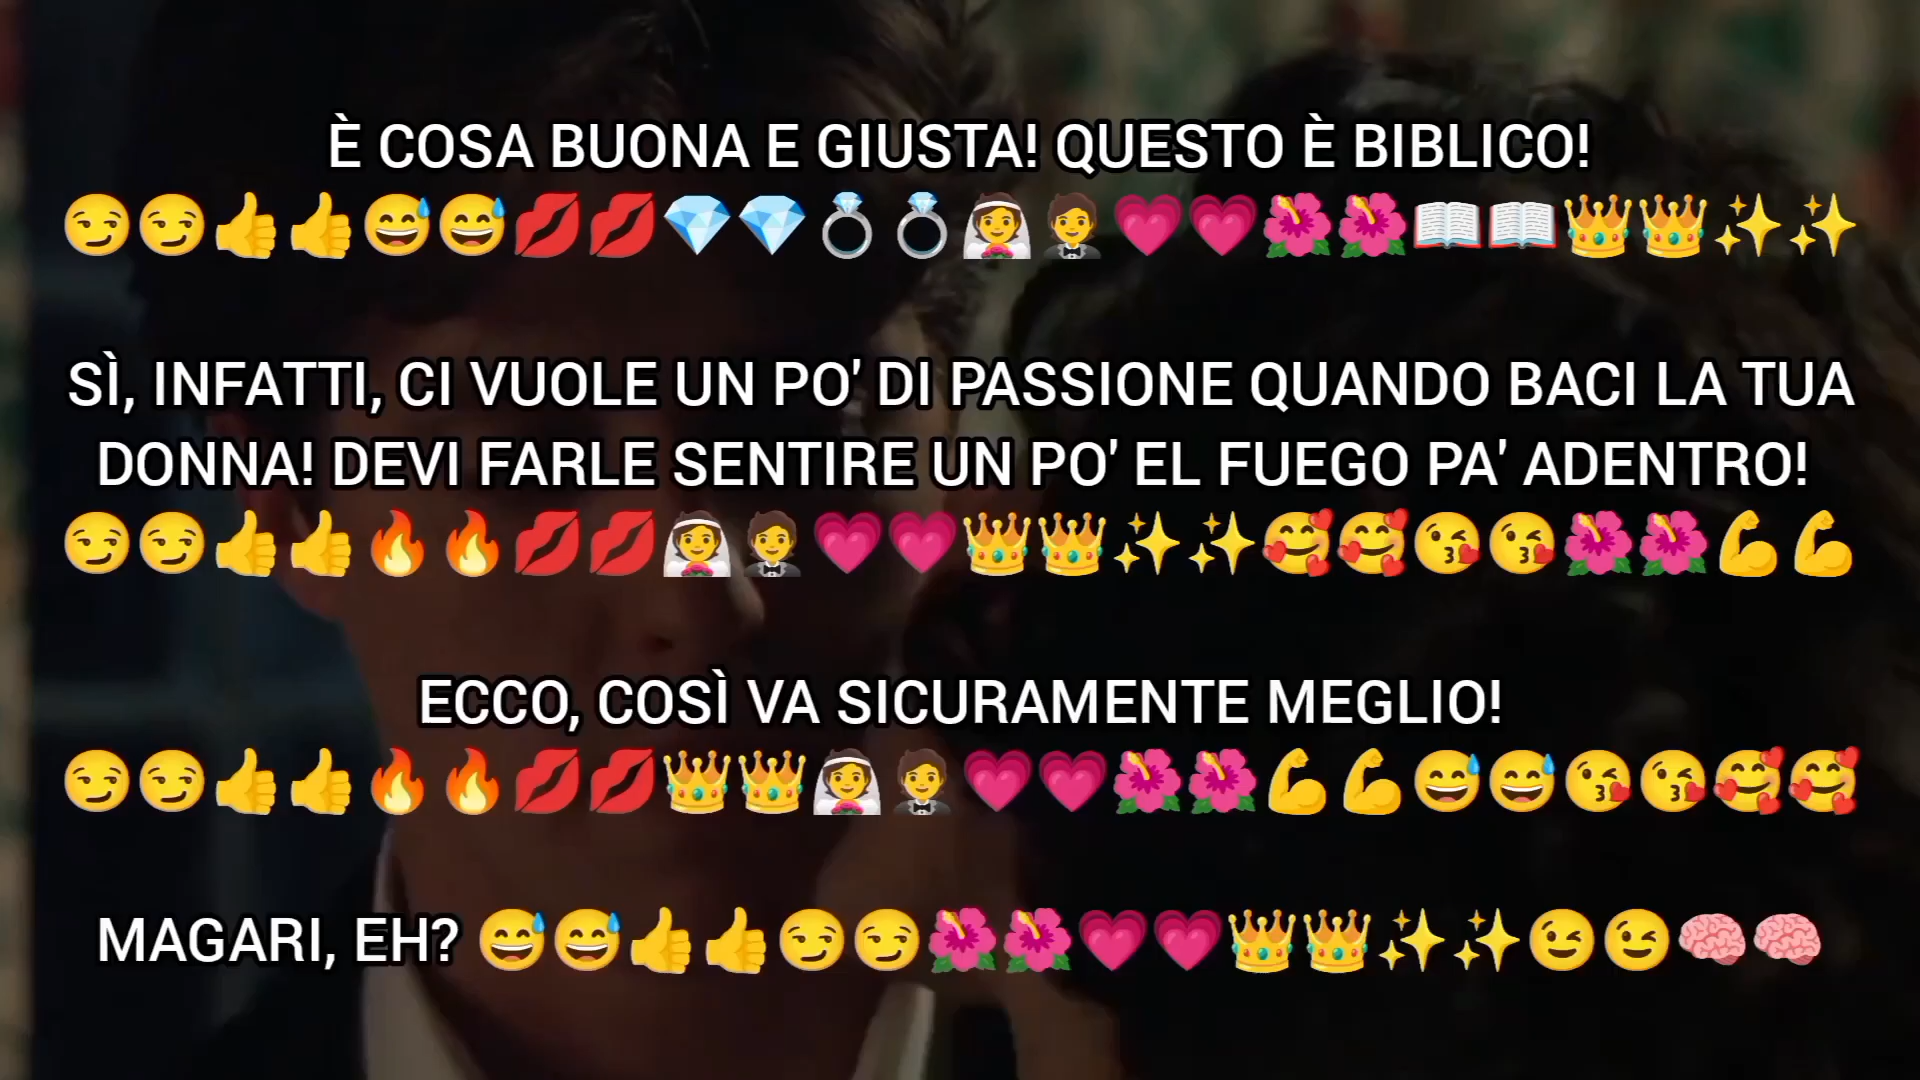 È COSA BUONA E GIUSTA! QUESTO È BIBLICO!
😏😏👍👍😅😅💋💋💎💎💍💍👰🤵💗💗🌺🌺📖📖👑👑✨✨
SÌ, INFATTI, CI VUOLE UN PO' DI PASSIONE QUANDO BACI LA TUA
DONNA! DEVI FARLE SENTIRE UN PO' EL FUEGO PA' ADENTRO!
😏😏👍👍🔥🔥💋💋👰🤵💗💗👑👑✨✨🥰🥰😘😘🌺🌺💪💪
ECCO, COSÌ VA SICURAMENTE MEGLIO!
😏😏👍👍🔥🔥💋💋👑👑👰🤵💗💗🌺🌺💪💪😅😅😘😘🥰🥰
MAGARI, EH? 😅😅👍👍😏😏🌺🌺💗💗👑👑✨✨😉😉🧠🧠